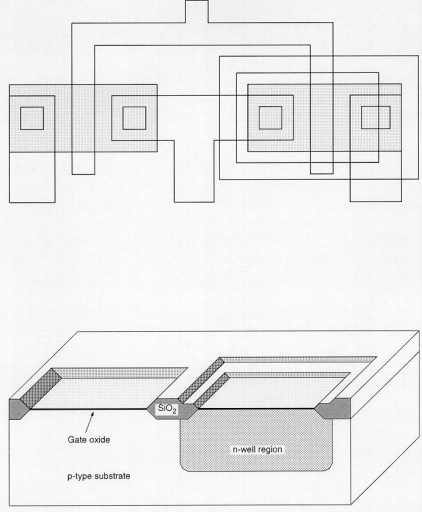 SiO2
Gate oxide
n-well region
p-type substrate